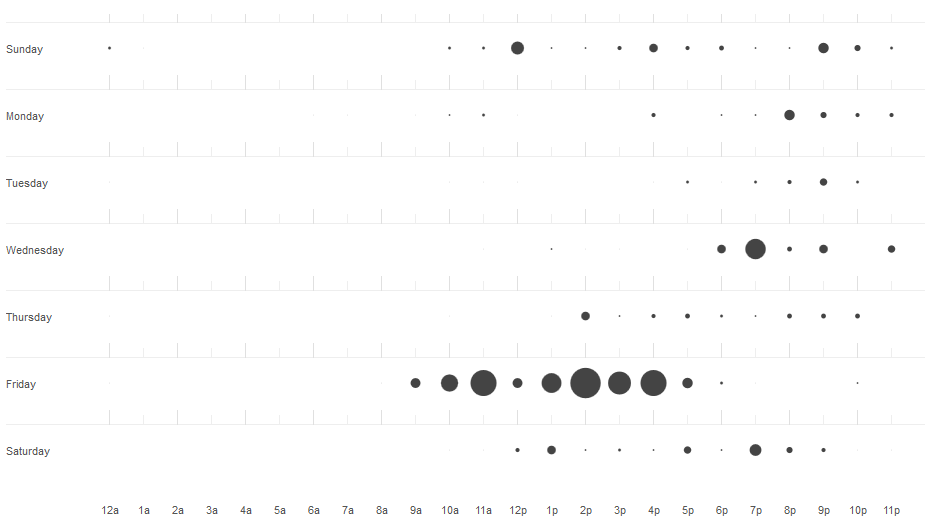 Sunday
Monday
Tuesday
Wednesday
Thursday
Friday
Saturday
12a 1a 2a 3a 4a 5a 6a 7a 8a 9a 10a 11a 12p 1p 2p 3p 4p 5p 6p 7p 8p 9p 10p 11p